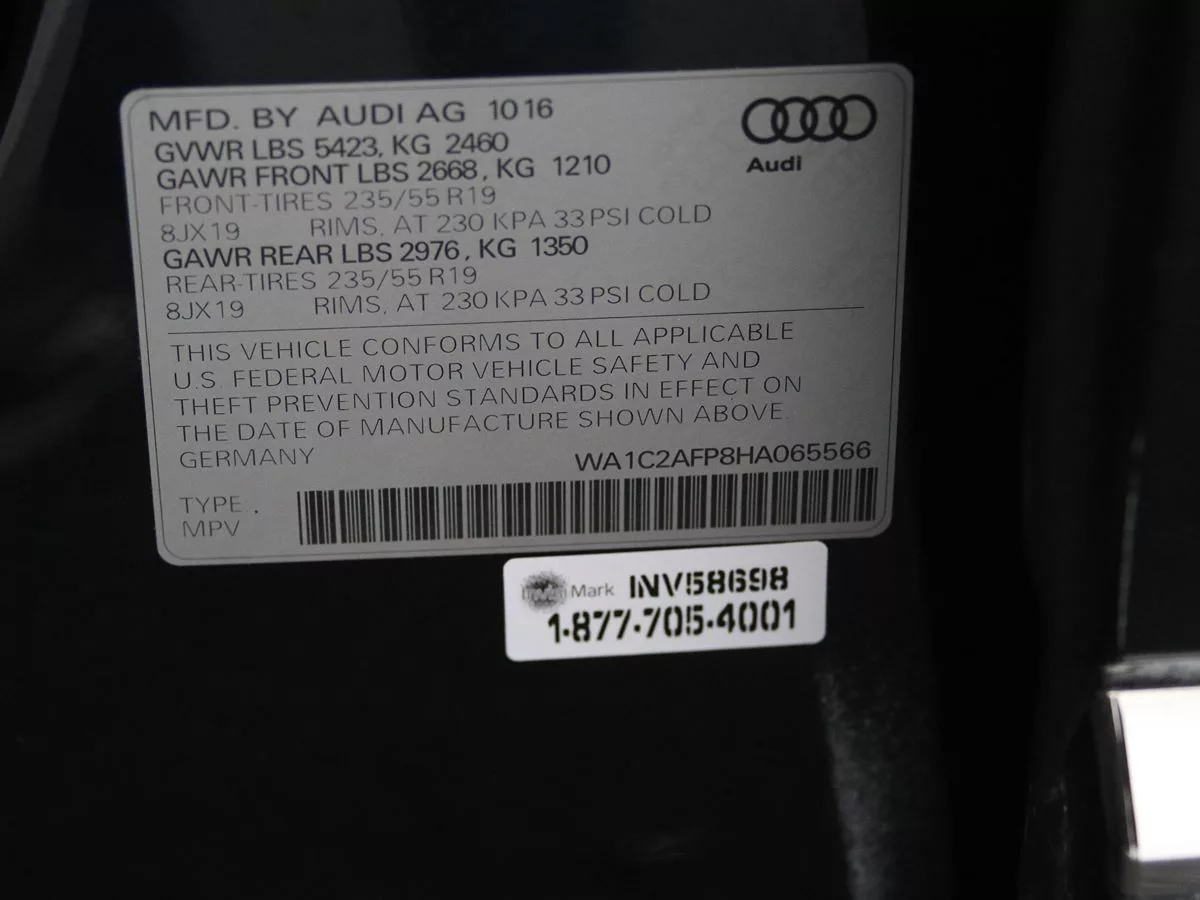 MFD. BY AUDI AG 10 16
GVWR LBS 5423, KG 2460
GAWR FRONT LBS 2668, KG 1210
FRONT-TIRES 235/55 R19
8JX19 RIMS, AT 230 KPA 33 PSI COLD
GAWR REAR LBS 2976, KG 1350
REAR-TIRES 235/55 R19
8JX19 RIMS, AT 230 KPA 33 PSI COLD
Audi
THIS VEHICLE CONFORMS TO ALL APPLICABLE
U.S. FEDERAL MOTOR VEHICLE SAFETY AND
THEFT PREVENTION STANDARDS IN EFFECT ON
THE DATE OF MANUFACTURE SHOWN ABOVE.
GERMANY WA1C2AFP8HA065566
TYPE .
MPV
Mark INV58698
1-877-705-4001